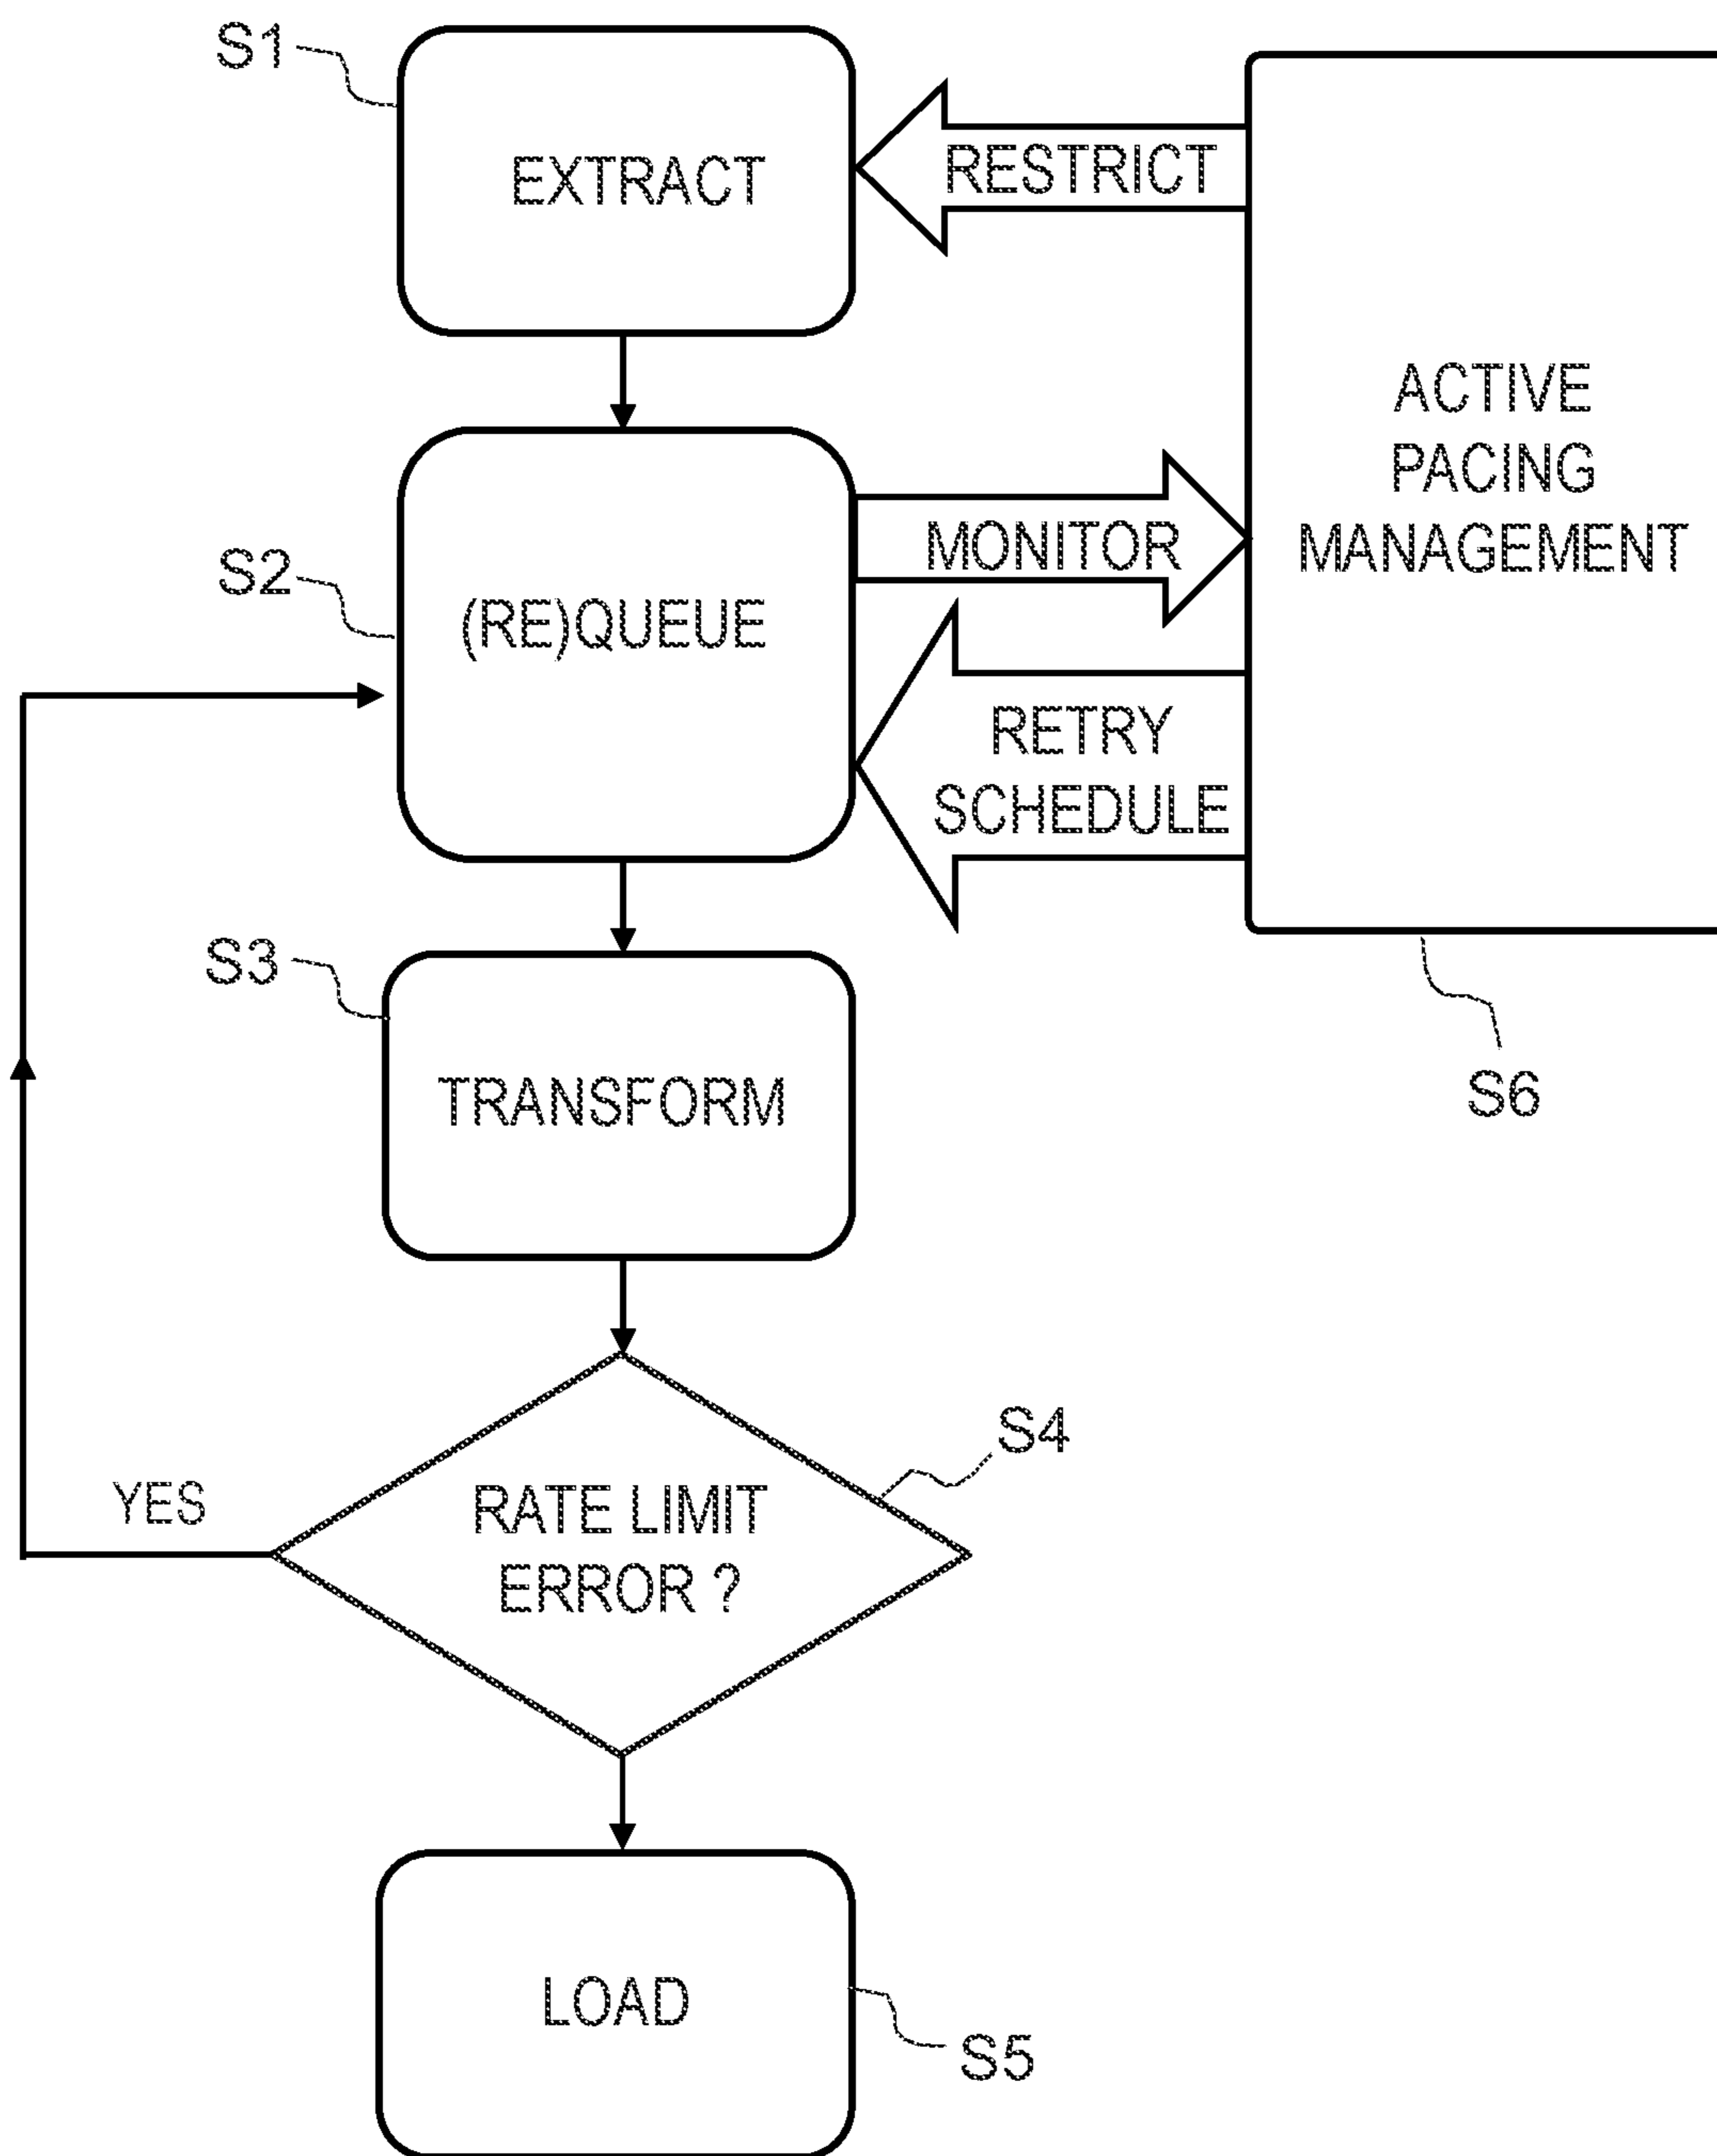 S1
EXTRACT
RESTRICT
ACTIVE
PACING
MANAGEMENT
S2
(RE)QUEUE
MONITOR
RETRY
SCHEDULE
S3
TRANSFORM
S6
S4
YES
RATE LIMIT
ERROR ?
LOAD
S5